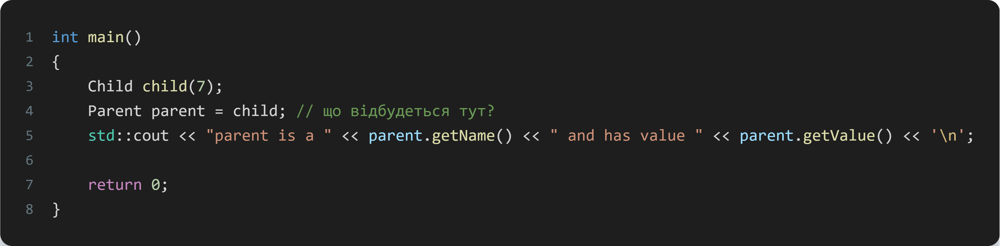 1 int main()
2 {
3     Child child(7);
4     Parent parent = child; // що відбудеться тут?
5     std::cout << "parent is a " << parent.getName() << " and has value " << parent.getValue() << '\n';
6
7     return 0;
8 }